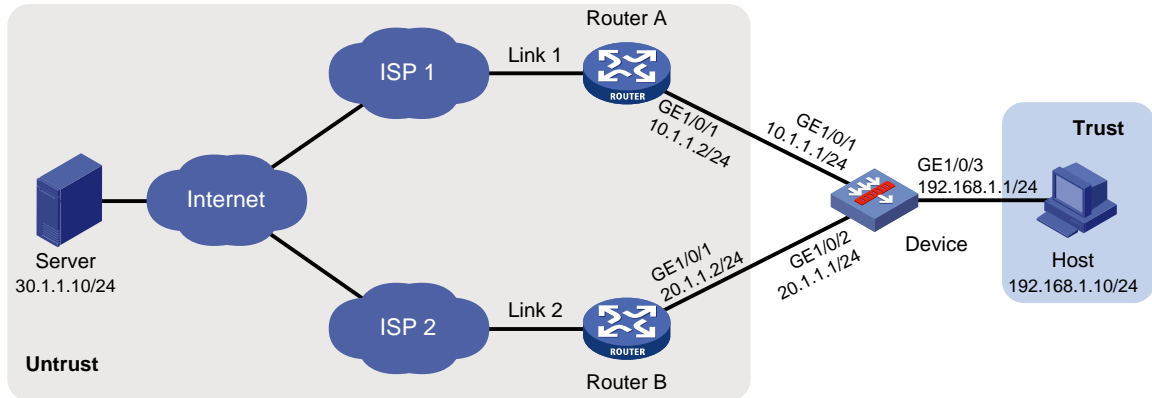 Router A
Link 1
ISP 1
ROUTER
GE1/0/1
10.1.1.2/24
GE1/0/1
10.1.1.1/24
Trust
GE1/0/3
192.168.1.1/24
Internet
Server
30.1.1.10/24
Device
Host
192.168.1.10/24
GE1/0/1
20.1.1.2/24
GE1/0/2
20.1.1.1/24
Link 2
ISP 2
ROUTER
Router B
Untrust